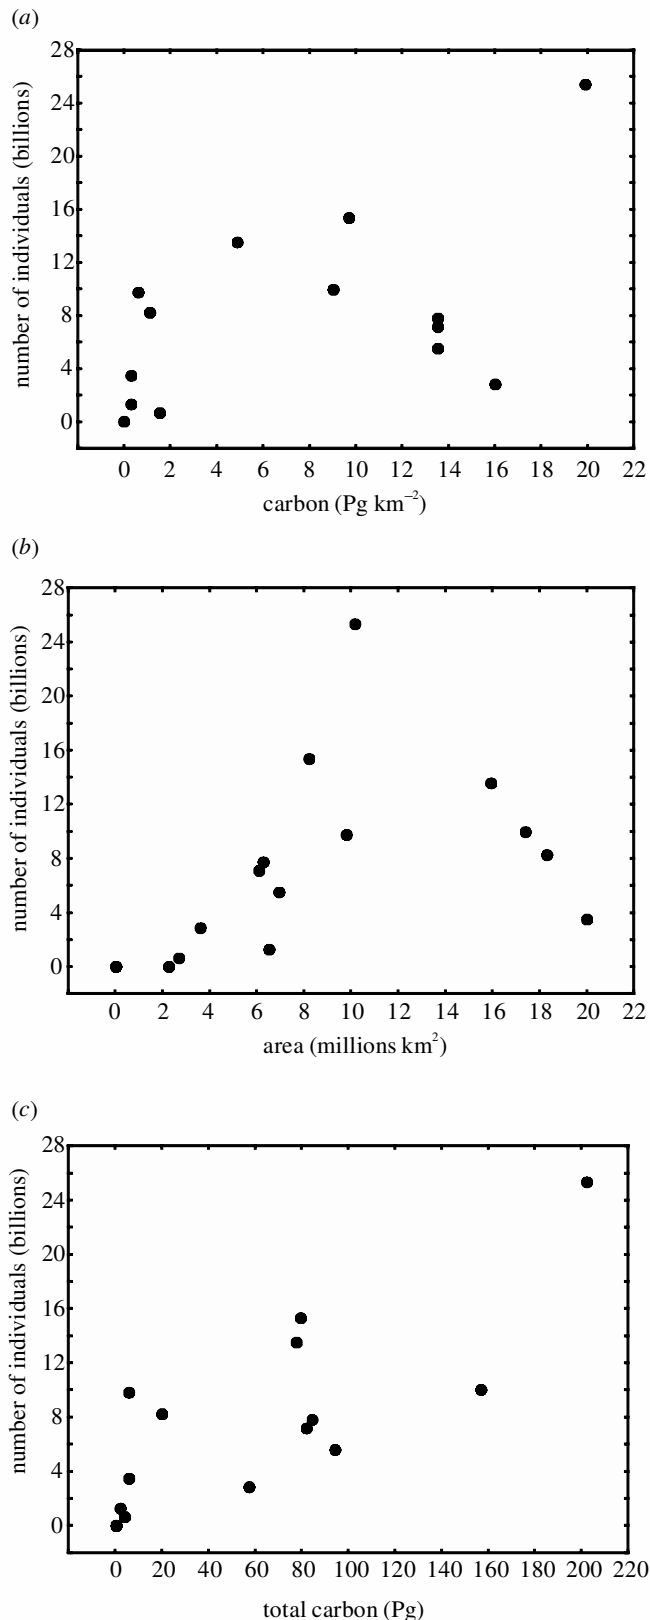 (a)
number of individuals (billions)
28
24
20
16
12
8
4
0
0 2 4 6 8 10 12 14 16 18 20 22
carbon (Pg km⁻²)
(b)
number of individuals (billions)
28
24
20
16
12
8
4
0
0 2 4 6 8 10 12 14 16 18 20 22
area (millions km²)
(c)
number of individuals (billions)
28
24
20
16
12
8
4
0
0 20 40 60 80 100 120 140 160 180 200 220
total carbon (Pg)